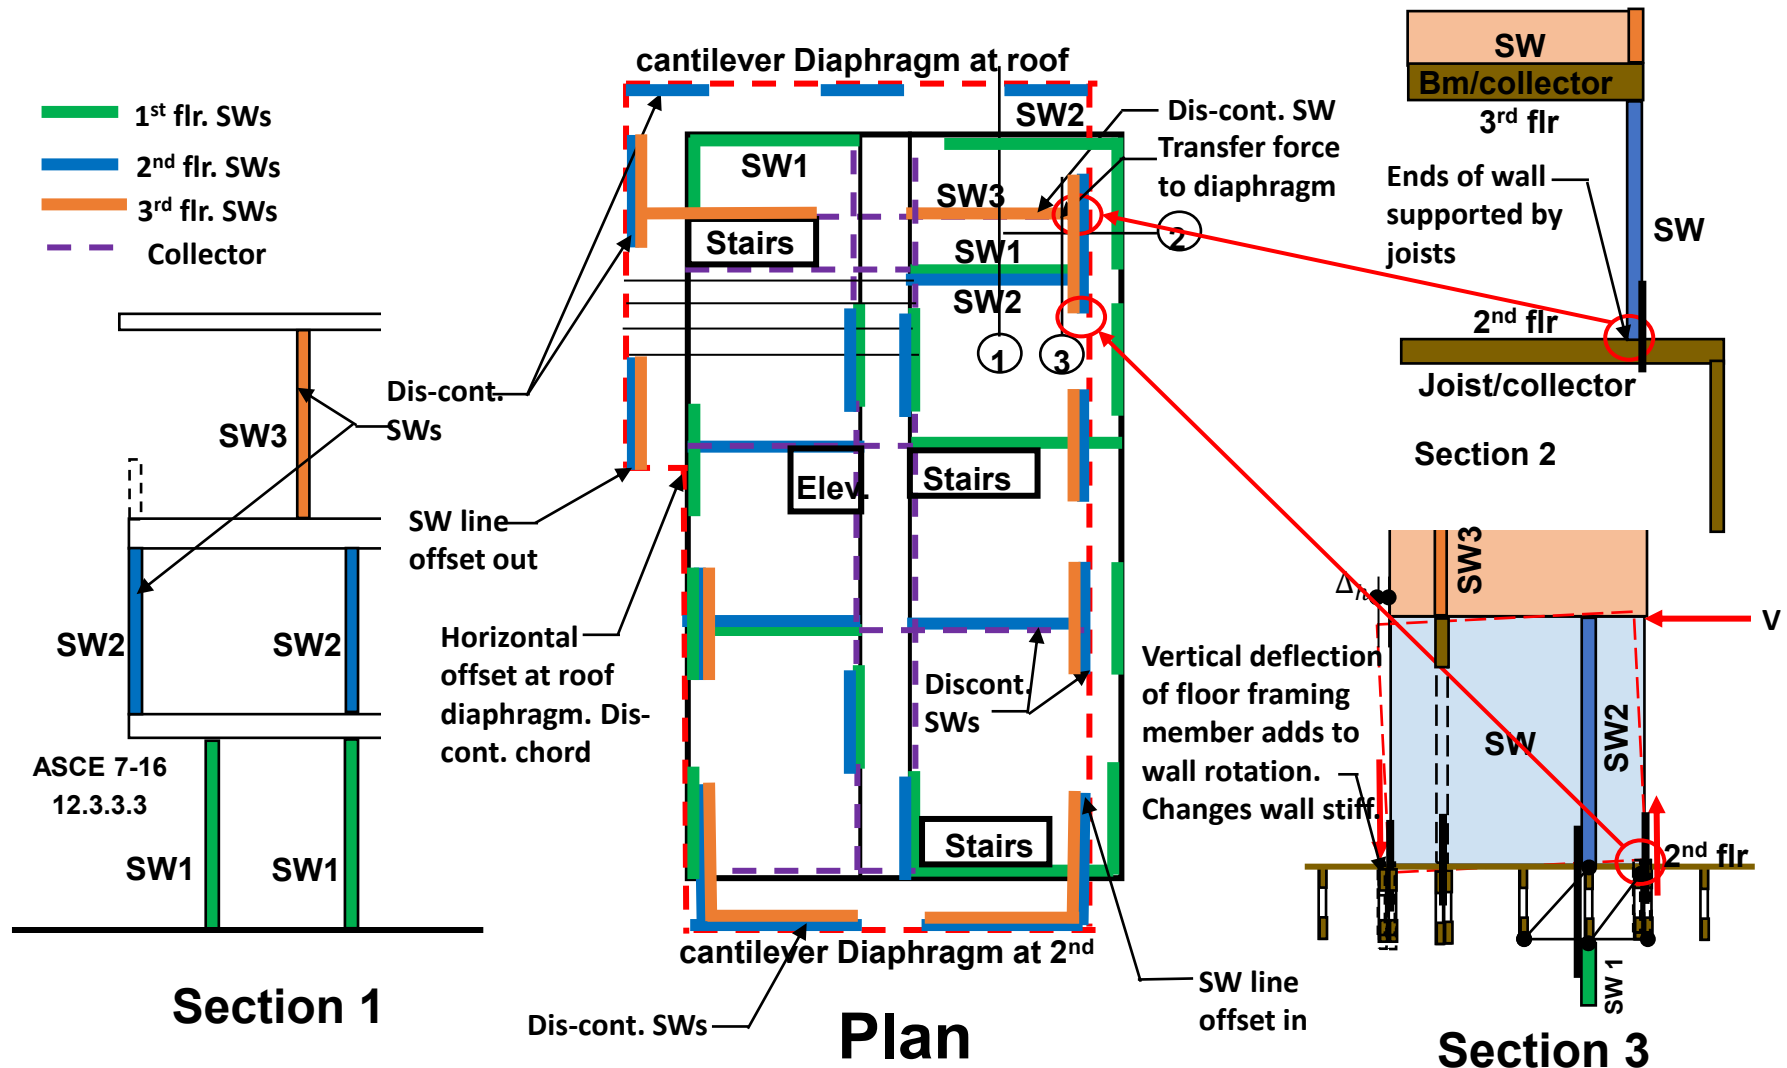 1st flr. SWs
2nd flr. SWs
3rd flr. SWs
Collector
SW3
Dis-cont.
SWs
SW2
SW2
ASCE 7-16
12.3.3.3
SW1
SW1
Section 1
cantilever Diaphragm at roof
SW2
Dis-cont. SW
Transfer force
to diaphragm
SW1
SW3
Stairs
SW1
SW2
2
1
3
Elev.
Stairs
SW line
offset out
Horizontal
offset at roof
diaphragm. Dis-
cont. chord
Discont.
SWs
Stairs
cantilever Diaphragm at 2nd
Dis-cont. SWs
Plan
SW line
offset in
SW
Bm/collector
3rd flr
Ends of wall
supported by
joists
SW
2nd flr
Joist/collector
Section 2
SW3
V
Vertical deflection
of floor framing
member adds to
wall rotation.
Changes wall stiff.
SW
SW2
2nd flr
SW 1
Section 3